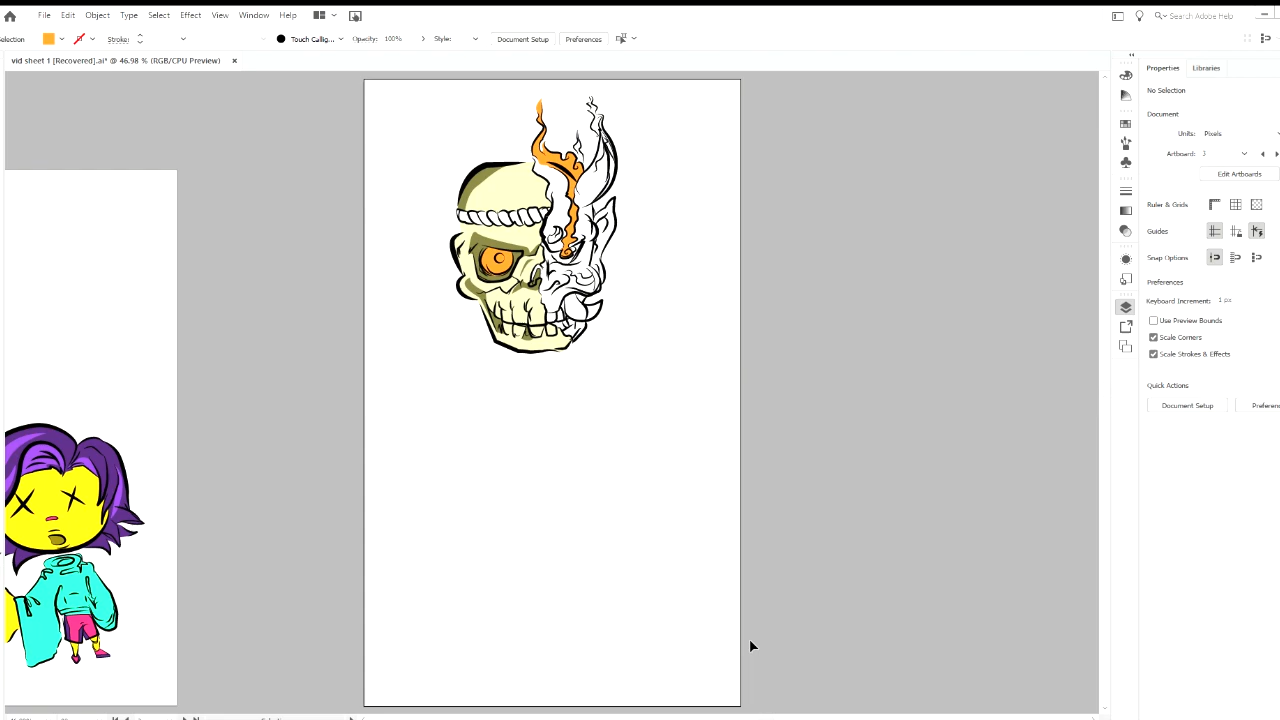 File Edit Object Type Select Effect View Window Help
Search Adobe Help
Stroke: Touch Callig... Opacity: 100% Style: Document Setup Preferences
vid sheet 1 [Recovered].ai* @ 46.98 % (RGB/CPU Preview)
Properties Libraries
No Selection
Document
Units: Pixels
Artboard: 3
Edit Artboards
Ruler & Grids
Guides
Snap Options
Preferences
Keyboard Increment: 1 px
Use Preview Bounds
Scale Corners
Scale Strokes & Effects
Quick Actions
Document Setup